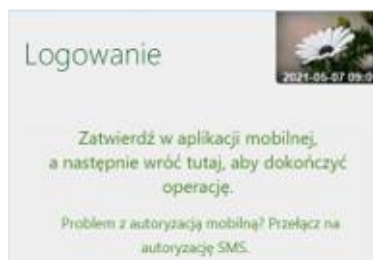 Logowanie
2021-05-07 09:0
Zatwierdź w aplikacji mobilnej,
a następnie wróć tutaj, aby dokończyć
operację.
Problem z autoryzacją mobilną? Przełącz na
autoryzację SMS.